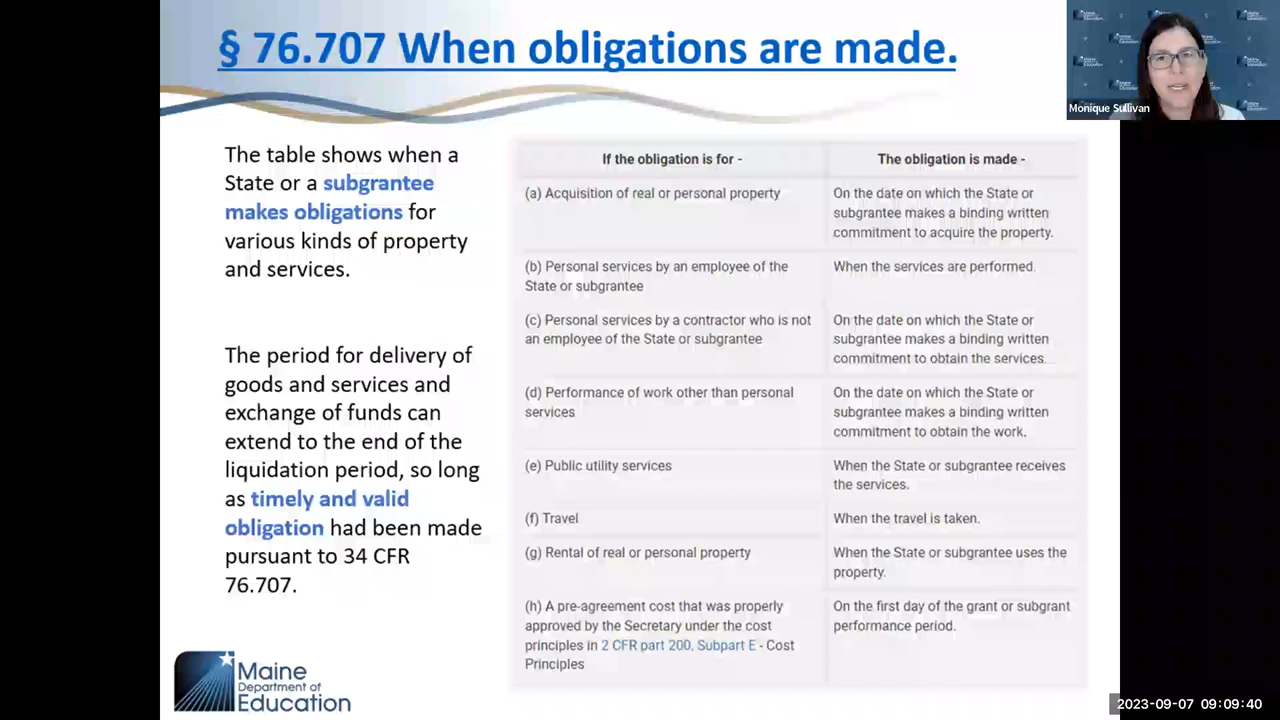 § 76.707 When obligations are made.
Monique Sullivan
The table shows when a
State or a subgrantee
makes obligations for
various kinds of property
and services.
The period for delivery of
goods and services and
exchange of funds can
extend to the end of the
liquidation period, so long
as timely and valid
obligation had been made
pursuant to 34 CFR
76.707.
If the obligation is for -
The obligation is made -
(a) Acquisition of real or personal property
On the date on which the State or
subgrantee makes a binding written
commitment to acquire the property.
(b) Personal services by an employee of the
State or subgrantee
When the services are performed.
(c) Personal services by a contractor who is not
an employee of the State or subgrantee
On the date on which the State or
subgrantee makes a binding written
commitment to obtain the services.
(d) Performance of work other than personal
services
On the date on which the State or
subgrantee makes a binding written
commitment to obtain the work.
(e) Public utility services
When the State or subgrantee receives
the services.
(f) Travel
When the travel is taken.
(g) Rental of real or personal property
When the State or subgrantee uses the
property.
(h) A pre-agreement cost that was properly
approved by the Secretary under the cost
principles in 2 CFR part 200, Subpart E - Cost
Principles
On the first day of the grant or subgrant
performance period.
Maine
Department of
Education
2023-09-07 09:09:40